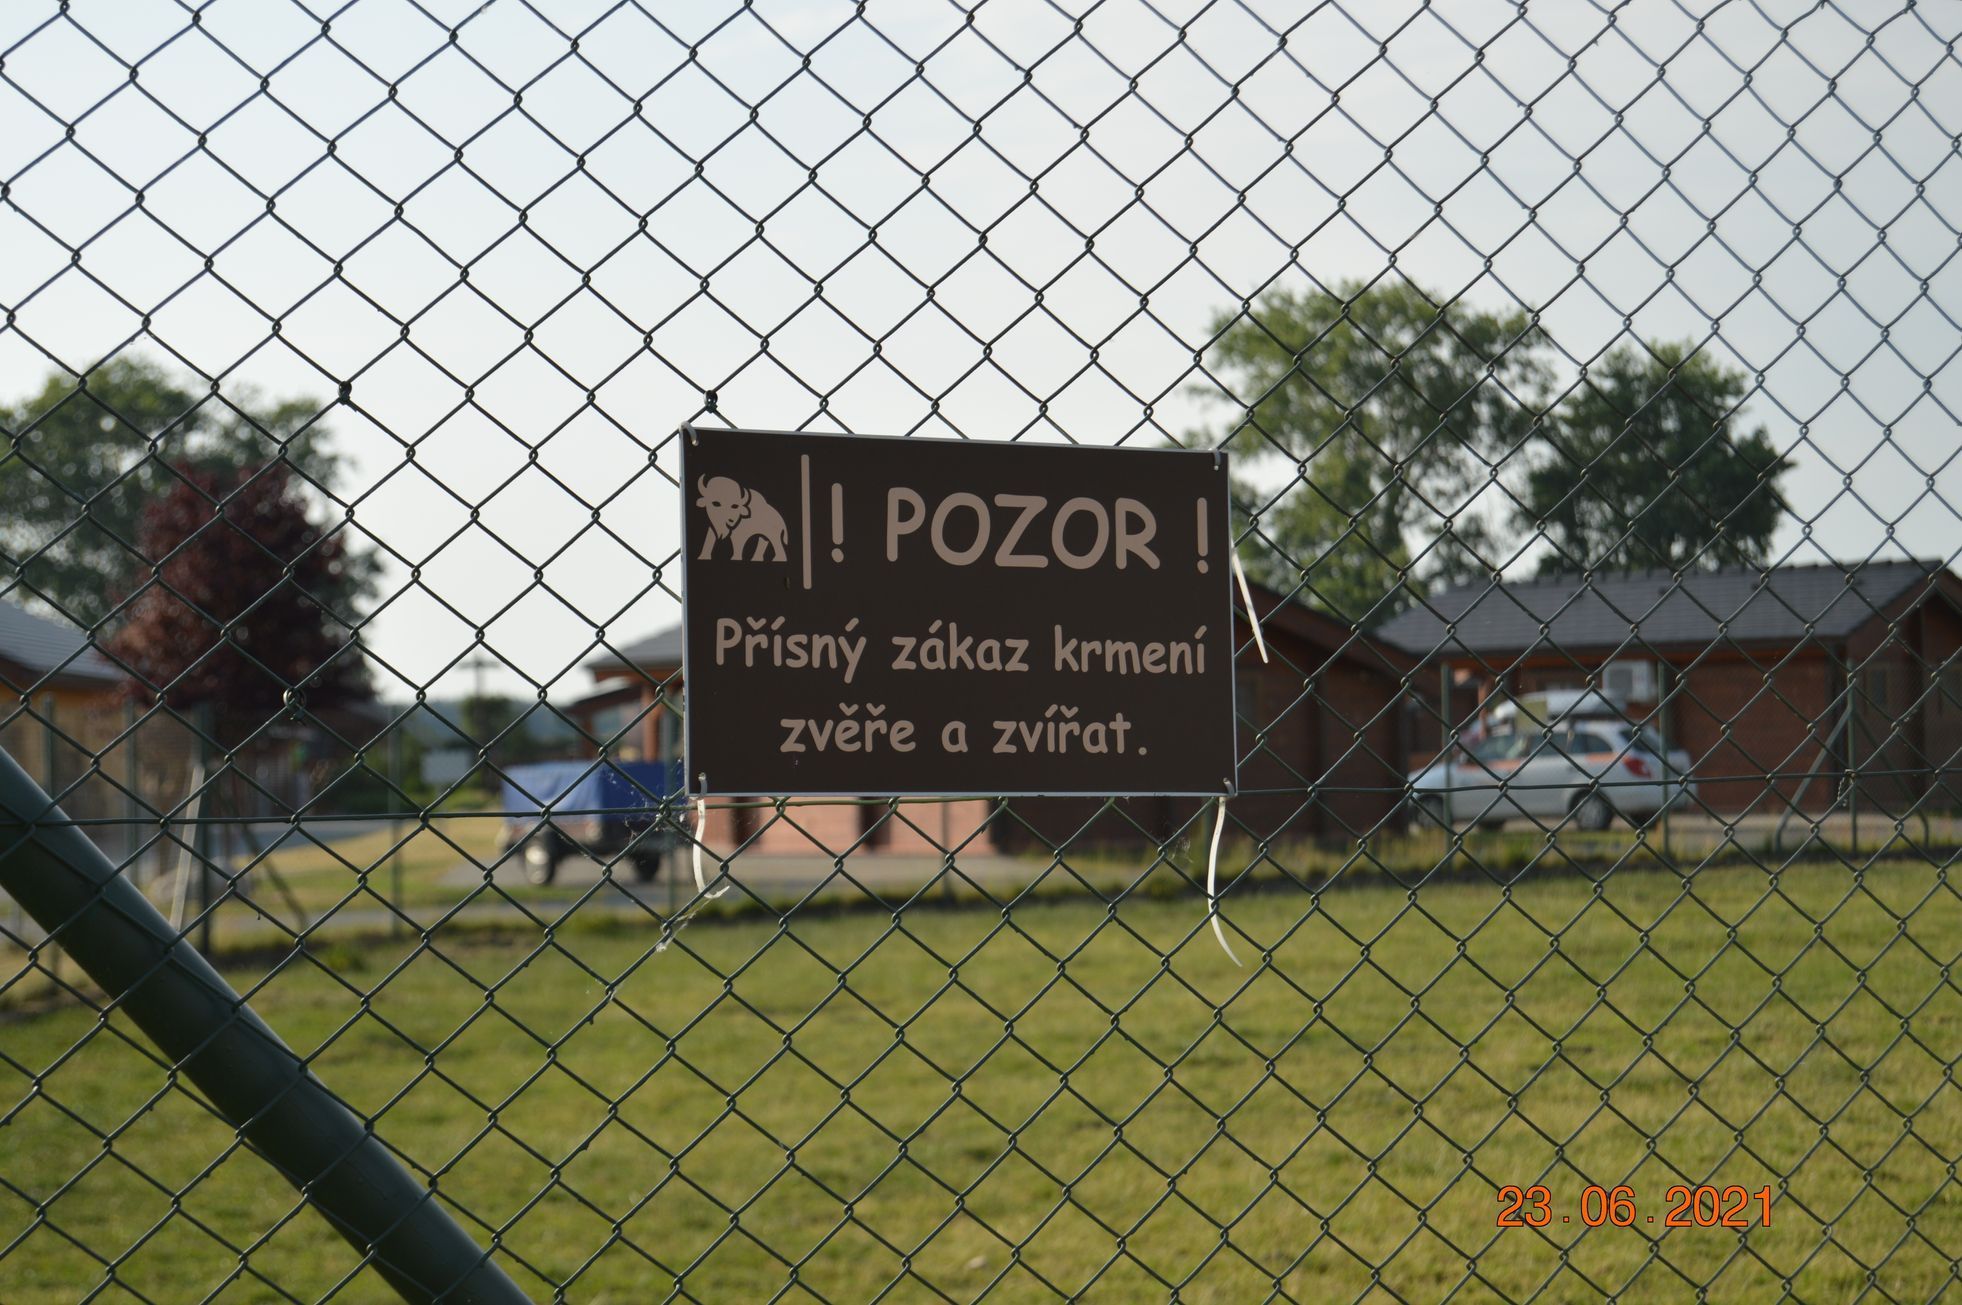 ! POZOR !
Přísný zákaz krmení
zvěře a zvířat.
23.06.2021